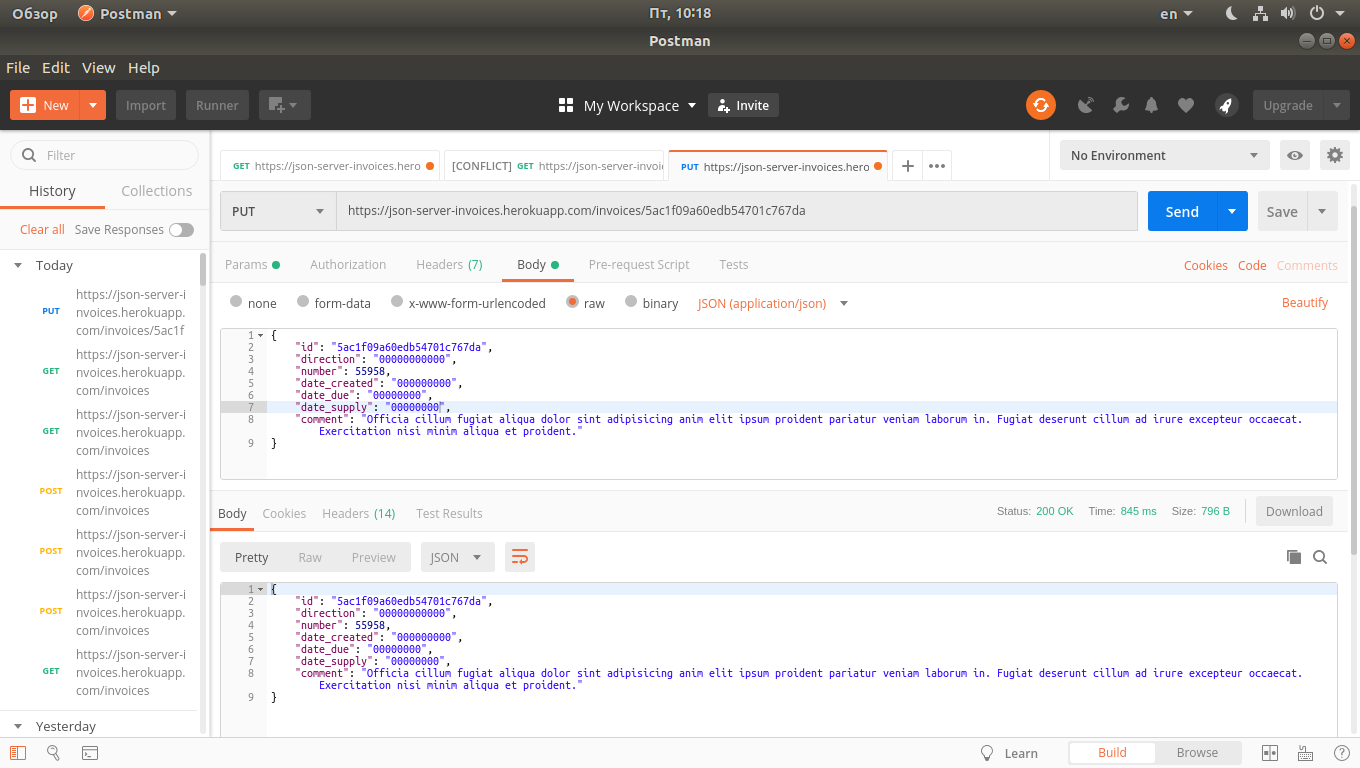 Обзор Postman Пт, 10:18 en
Postman
File Edit View Help
New Import Runner My Workspace Invite Upgrade
Filter
History Collections
Clear all Save Responses
Today
PUT https://json-server-i
nvoices.herokuapp.
com/invoices/5ac1f
GET https://json-server-i
nvoices.herokuapp.
com/invoices
GET https://json-server-i
nvoices.herokuapp.
com/invoices
POST https://json-server-i
nvoices.herokuapp.
com/invoices
POST https://json-server-i
nvoices.herokuapp.
com/invoices
POST https://json-server-i
nvoices.herokuapp.
com/invoices
GET https://json-server-i
nvoices.herokuapp.
com/invoices
Yesterday
GET https://json-server-invoices.hero [CONFLICT] GET https://json-server-invoi PUT https://json-server-invoices.hero + ••• No Environment
PUT https://json-server-invoices.herokuapp.com/invoices/5ac1f09a60edb54701c767da Send Save
Params Authorization Headers (7) Body Pre-request Script Tests Cookies Code Comments
none form-data x-www-form-urlencoded raw binary JSON (application/json) Beautify
1 {
2 "id": "5ac1f09a60edb54701c767da",
3 "direction": "00000000000",
4 "number": 55958,
5 "date_created": "000000000",
6 "date_due": "00000000",
7 "date_supply": "00000000",
8 "comment": "Officia cillum fugiat aliqua dolor sint adipisicing anim elit ipsum proident pariatur veniam laborum in. Fugiat deserunt cillum ad irure excepteur occaecat.
Exercitation nisi minim aliqua et proident."
9 }
Body Cookies Headers (14) Test Results Status: 200 OK Time: 845 ms Size: 796 B Download
Pretty Raw Preview JSON
1 {
2 "id": "5ac1f09a60edb54701c767da",
3 "direction": "00000000000",
4 "number": 55958,
5 "date_created": "000000000",
6 "date_due": "00000000",
7 "date_supply": "00000000",
8 "comment": "Officia cillum fugiat aliqua dolor sint adipisicing anim elit ipsum proident pariatur veniam laborum in. Fugiat deserunt cillum ad irure excepteur occaecat.
Exercitation nisi minim aliqua et proident."
9 }
Learn Build Browse ?